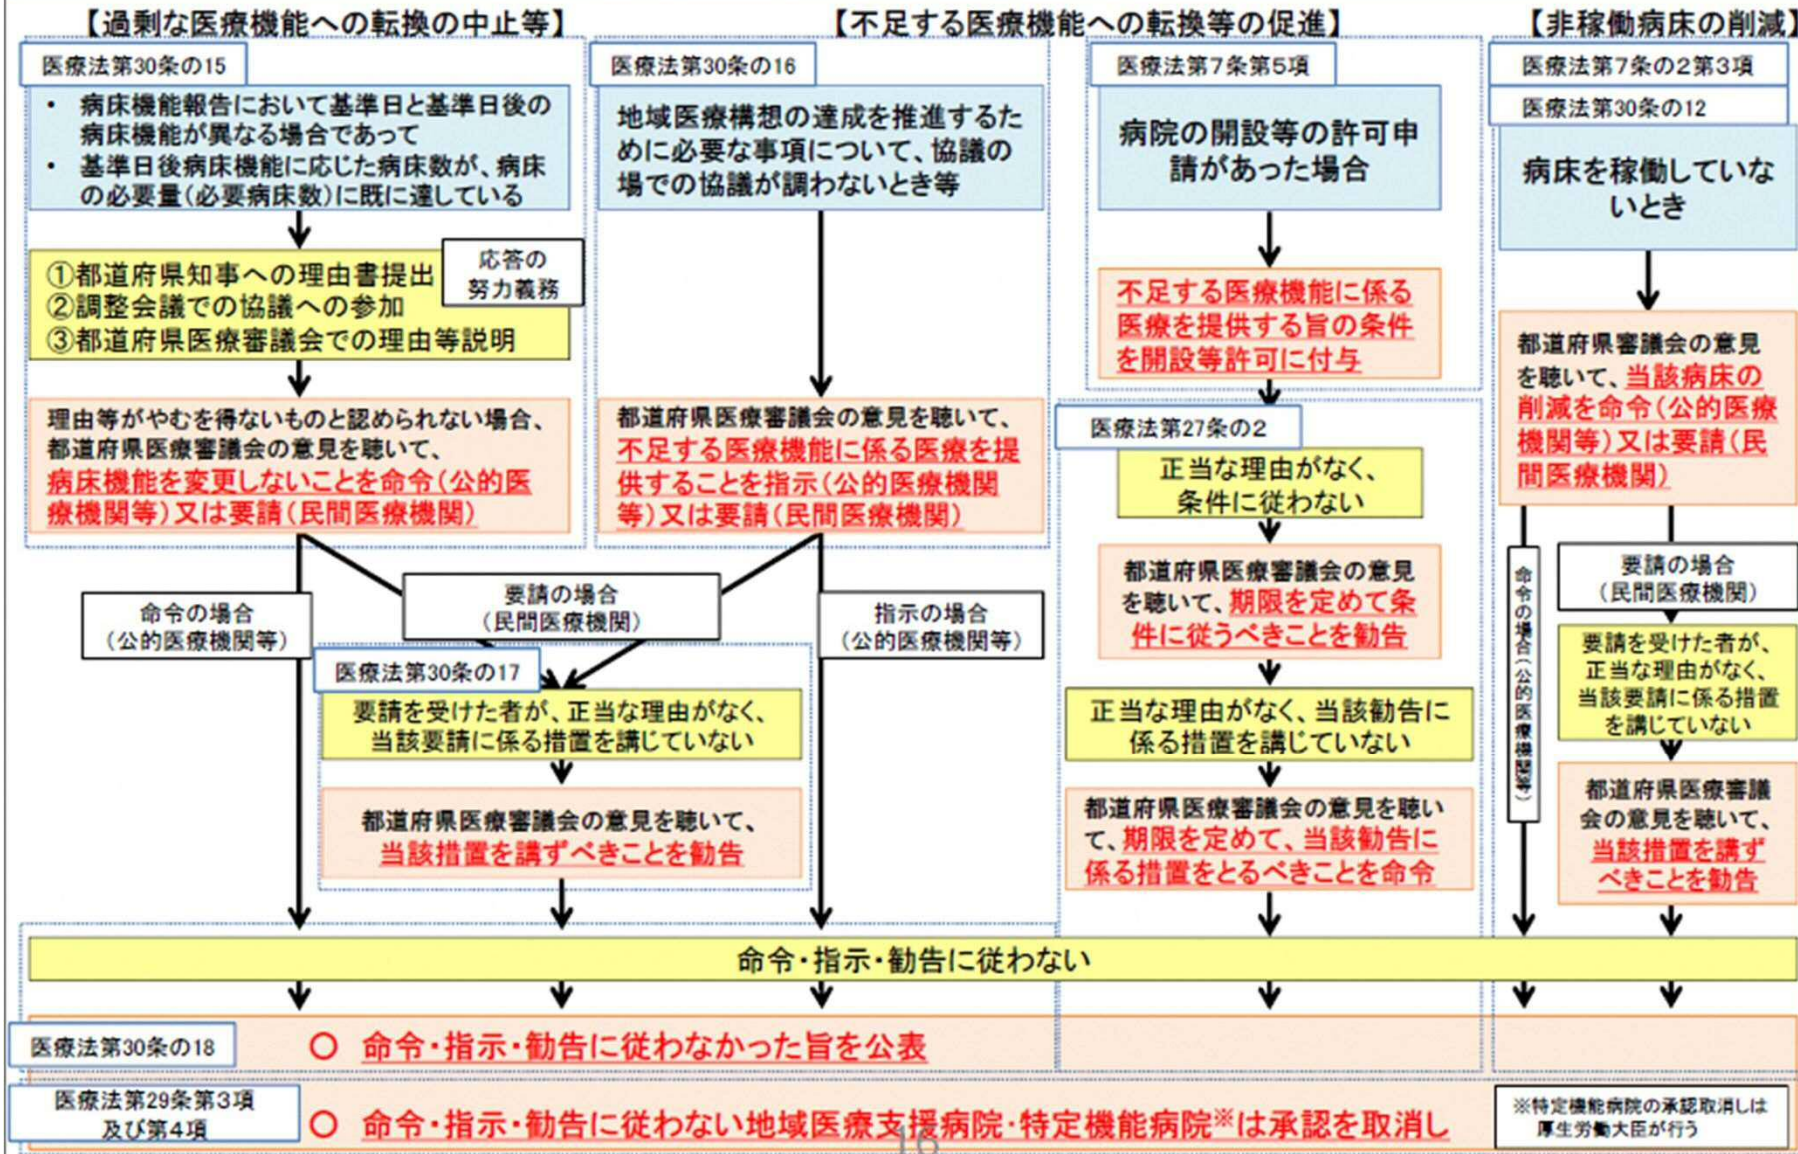 【過剰な医療機能への転換の中止等】
【不足する医療機能への転換等の促進】
【非稼働病床の削減】
医療法第30条の15
・ 病床機能報告において基準日と基準日後の
病床機能が異なる場合であって
・ 基準日後病床機能に応じた病床数が、病床
の必要量(必要病床数)に既に達している
①都道府県知事への理由書提出
②調整会議での協議への参加
③都道府県医療審議会での理由等説明
応答の
努力義務
理由等がやむを得ないものと認められない場合、
都道府県医療審議会の意見を聴いて、
病床機能を変更しないことを命令(公的医
療機関等)又は要請(民間医療機関)
医療法第30条の16
地域医療構想の達成を推進するた
めに必要な事項について、協議の
場での協議が調わないとき等
都道府県医療審議会の意見を聴いて、
不足する医療機能に係る医療を提
供することを指示(公的医療機関
等)又は要請(民間医療機関)
命令の場合
(公的医療機関等)
要請の場合
(民間医療機関)
指示の場合
(公的医療機関等)
医療法第30条の17
要請を受けた者が、正当な理由がなく、
当該要請に係る措置を講じていない
都道府県医療審議会の意見を聴いて、
当該措置を講ずべきことを勧告
医療法第7条第5項
病院の開設等の許可申
請があった場合
不足する医療機能に係る
医療を提供する旨の条件
を開設等許可に付与
医療法第27条の2
正当な理由がなく、
条件に従わない
都道府県医療審議会の意見
を聴いて、期限を定めて条
件に従うべきことを勧告
正当な理由がなく、当該勧告に
係る措置を講じていない
都道府県医療審議会の意見を聴い
て、期限を定めて、当該勧告に
係る措置をとるべきことを命令
医療法第7条の2第3項
医療法第30条の12
病床を稼働していな
いとき
都道府県審議会の意見
を聴いて、当該病床の
削減を命令(公的医療
機関等)又は要請(民
間医療機関)
命令の場合(公的医療機関等)
要請の場合
(民間医療機関)
要請を受けた者が、
正当な理由がなく、
当該要請に係る措置
を講じていない
都道府県医療審議
会の意見を聴いて、
当該措置を講ず
べきことを勧告
命令・指示・勧告に従わない
医療法第30条の18
○ 命令・指示・勧告に従わなかった旨を公表
医療法第29条第3項
及び第4項
○ 命令・指示・勧告に従わない地域医療支援病院・特定機能病院※は承認を取消し
※特定機能病院の承認取消しは
厚生労働大臣が行う
16